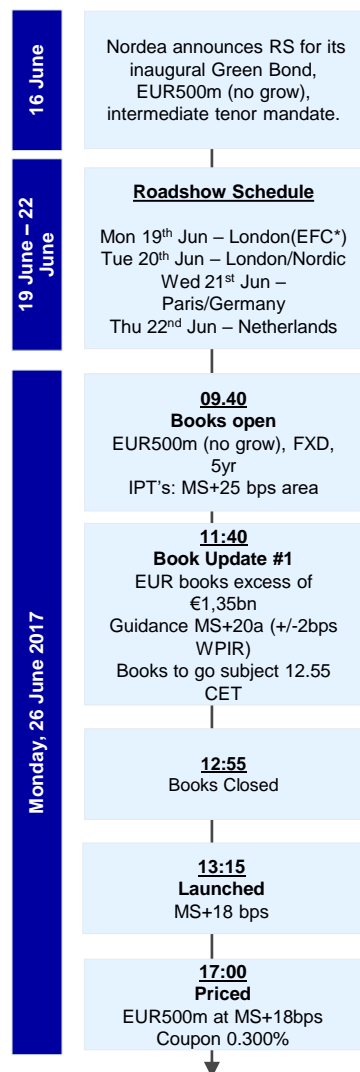 16 June
Nordea announces RS for its
inaugural Green Bond,
EUR500m (no grow),
intermediate tenor mandate.
19 June – 22
June
Roadshow Schedule
Mon 19th Jun – London(EFC*)
Tue 20th Jun – London/Nordic
Wed 21st Jun –
Paris/Germany
Thu 22nd Jun – Netherlands
Monday, 26 June 2017
09.40
Books open
EUR500m (no grow), FXD,
5yr
IPT's: MS+25 bps area
11:40
Book Update #1
EUR books excess of
€1,35bn
Guidance MS+20a (+/-2bps
WPIR)
Books to go subject 12.55
CET
12:55
Books Closed
13:15
Launched
MS+18 bps
17:00
Priced
EUR500m at MS+18bps
Coupon 0.300%